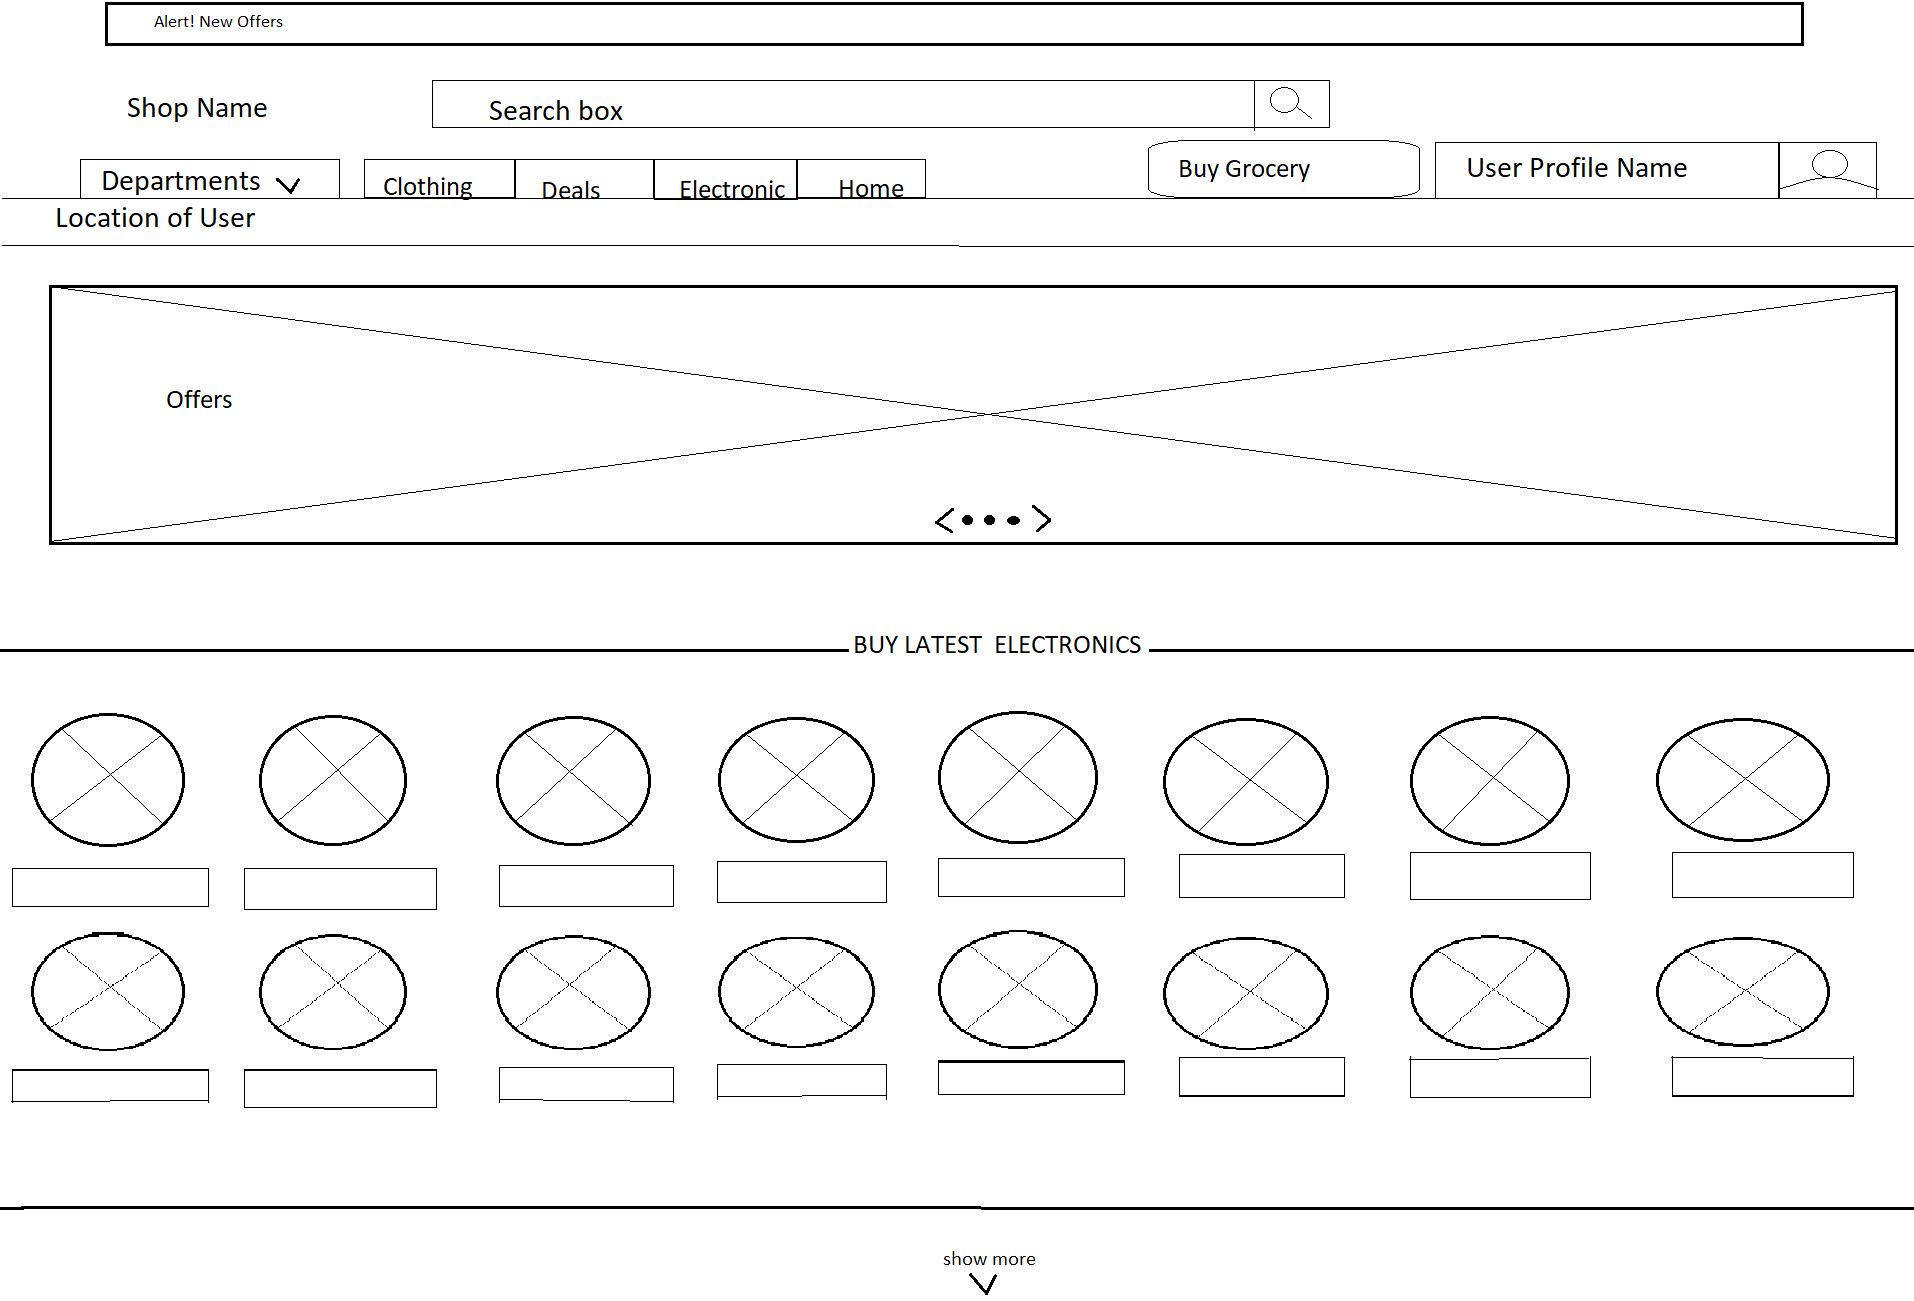 Alert! New Offers
Shop Name
Search box
Departments
Clothing
Deals
Electronic
Home
Buy Grocery
User Profile Name
Location of User
Offers
BUY LATEST ELECTRONICS
show more